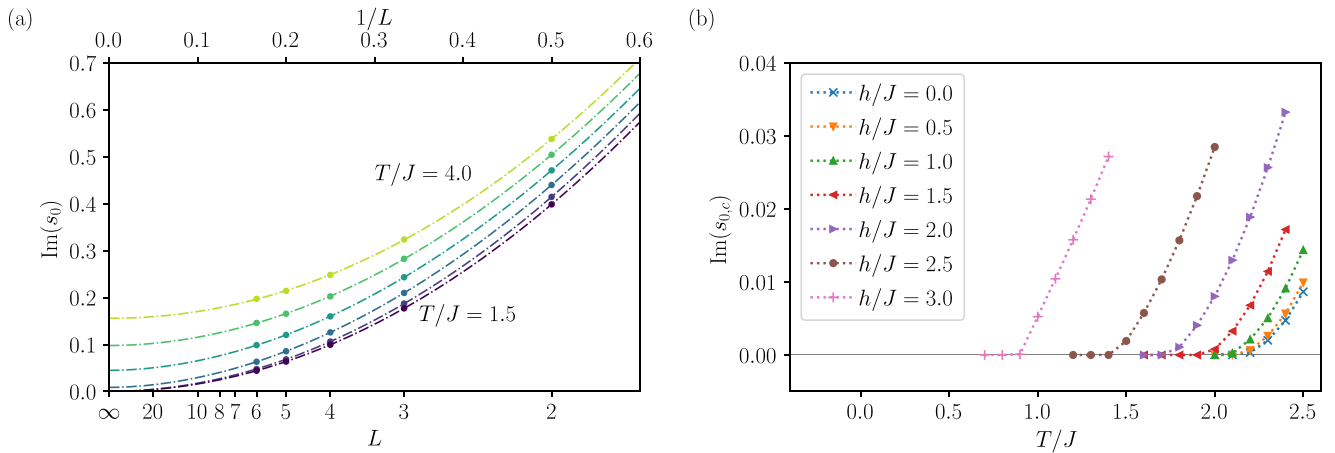 (a)
1/L
0.0 0.1 0.2 0.3 0.4 0.5 0.6
0.7
0.6
0.5
0.4
0.3
0.2
0.1
0.0
Im(s₀)
T/J = 4.0
T/J = 1.5
∞ 20 10 8 7 6 5 4 3 2
L
(b)
0.04
0.03
0.02
0.01
0.00
Im(s₀,c)
h/J = 0.0
h/J = 0.5
h/J = 1.0
h/J = 1.5
h/J = 2.0
h/J = 2.5
h/J = 3.0
0.0 0.5 1.0 1.5 2.0 2.5
T/J